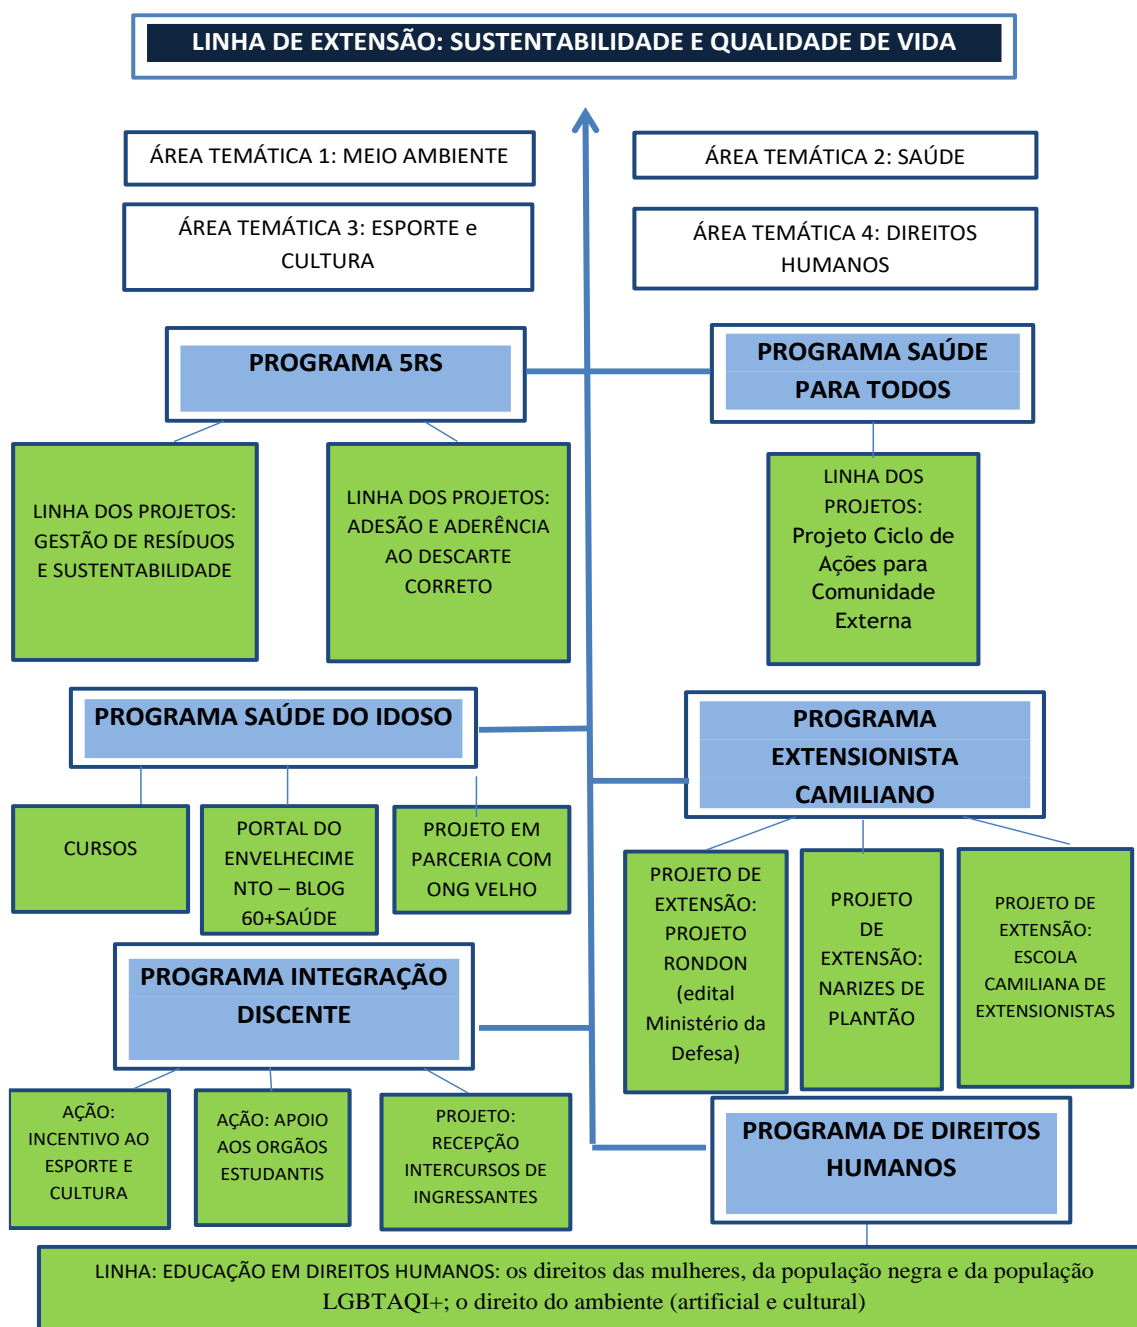 LINHA DE EXTENSÃO: SUSTENTABILIDADE E QUALIDADE DE VIDA
ÁREA TEMÁTICA 1: MEIO AMBIENTE
ÁREA TEMÁTICA 2: SAÚDE
ÁREA TEMÁTICA 3: ESPORTE e
CULTURA
ÁREA TEMÁTICA 4: DIREITOS
HUMANOS
PROGRAMA 5RS
PROGRAMA SAÚDE
PARA TODOS
LINHA DOS PROJETOS:
GESTÃO DE RESÍDUOS
E SUSTENTABILIDADE
LINHA DOS PROJETOS:
ADESÃO E ADERÊNCIA
AO DESCARTE
CORRETO
LINHA DOS
PROJETOS:
Projeto Ciclo de
Ações para
Comunidade
Externa
PROGRAMA SAÚDE DO IDOSO
PROGRAMA
EXTENSIONISTA
CAMILIANO
CURSOS
PORTAL DO
ENVELHECIME
NTO – BLOG
60+SAÚDE
PROJETO EM
PARCERIA COM
ONG VELHO
PROJETO DE
EXTENSÃO:
PROJETO
RONDON
(edital
Ministério da
Defesa)
PROJETO
DE
EXTENSÃO:
NARIZES DE
PLANTÃO
PROJETO DE
EXTENSÃO:
ESCOLA
CAMILIANA DE
EXTENSIONISTAS
PROGRAMA INTEGRAÇÃO
DISCENTE
AÇÃO:
INCENTIVO AO
ESPORTE E
CULTURA
AÇÃO: APOIO
AOS ORGÃOS
ESTUDANTIS
PROJETO:
RECEPÇÃO
INTERCURSOS DE
INGRESSANTES
PROGRAMA DE DIREITOS
HUMANOS
LINHA: EDUCAÇÃO EM DIREITOS HUMANOS: os direitos das mulheres, da população negra e da população
LGBTAQI+; o direito do ambiente (artificial e cultural)